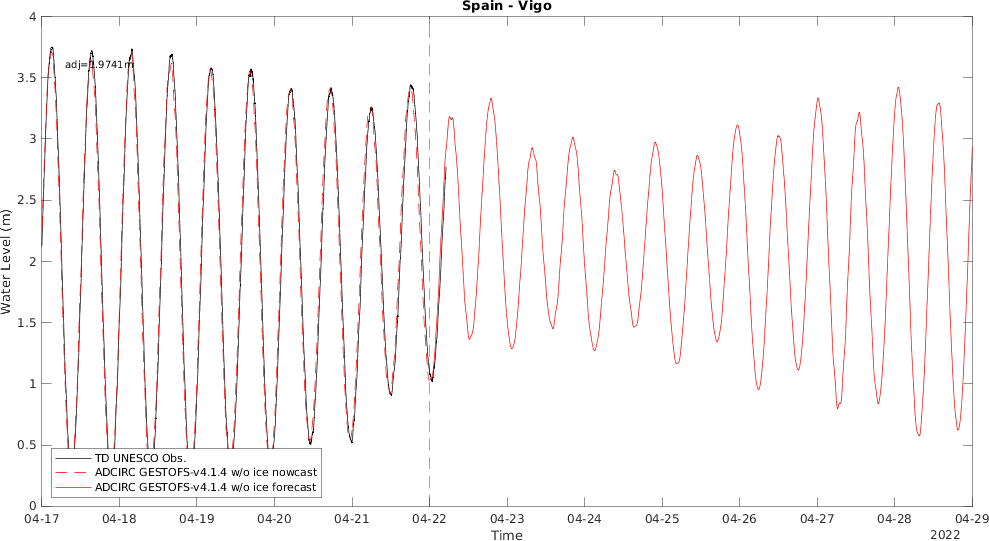 Spain - Vigo
4
3.5
3
2.5
2
1.5
1
0.5
0
Water Level (m)
adj=1.9741m
TD UNESCO Obs.
ADCIRC GESTOFS-v4.1.4 w/o ice nowcast
ADCIRC GESTOFS-v4.1.4 w/o ice forecast
04-17 04-18 04-19 04-20 04-21 04-22 04-23 04-24 04-25 04-26 04-27 04-28 04-29
Time
2022